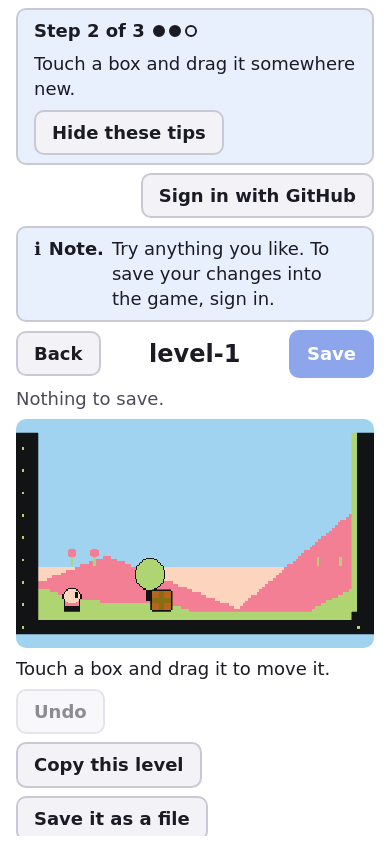 Step 2 of 3
Touch a box and drag it somewhere
new.
Hide these tips
Sign in with GitHub
ℹ Note. Try anything you like. To
save your changes into
the game, sign in.
Back
level-1
Save
Nothing to save.
Touch a box and drag it to move it.
Undo
Copy this level
Save it as a file